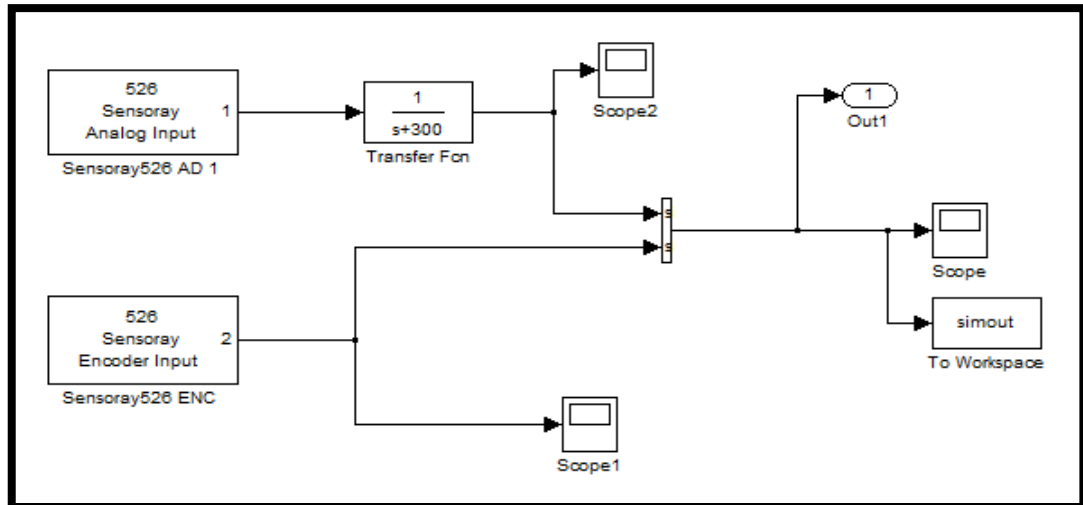 526
Sensoray
Analog Input
1
Sensoray526 AD 1
1
s+300
Transfer Fcn
Scope2
1
Out1
s
s
Scope
simout
To Workspace
526
Sensoray
Encoder Input
2
Sensoray526 ENC
Scope1